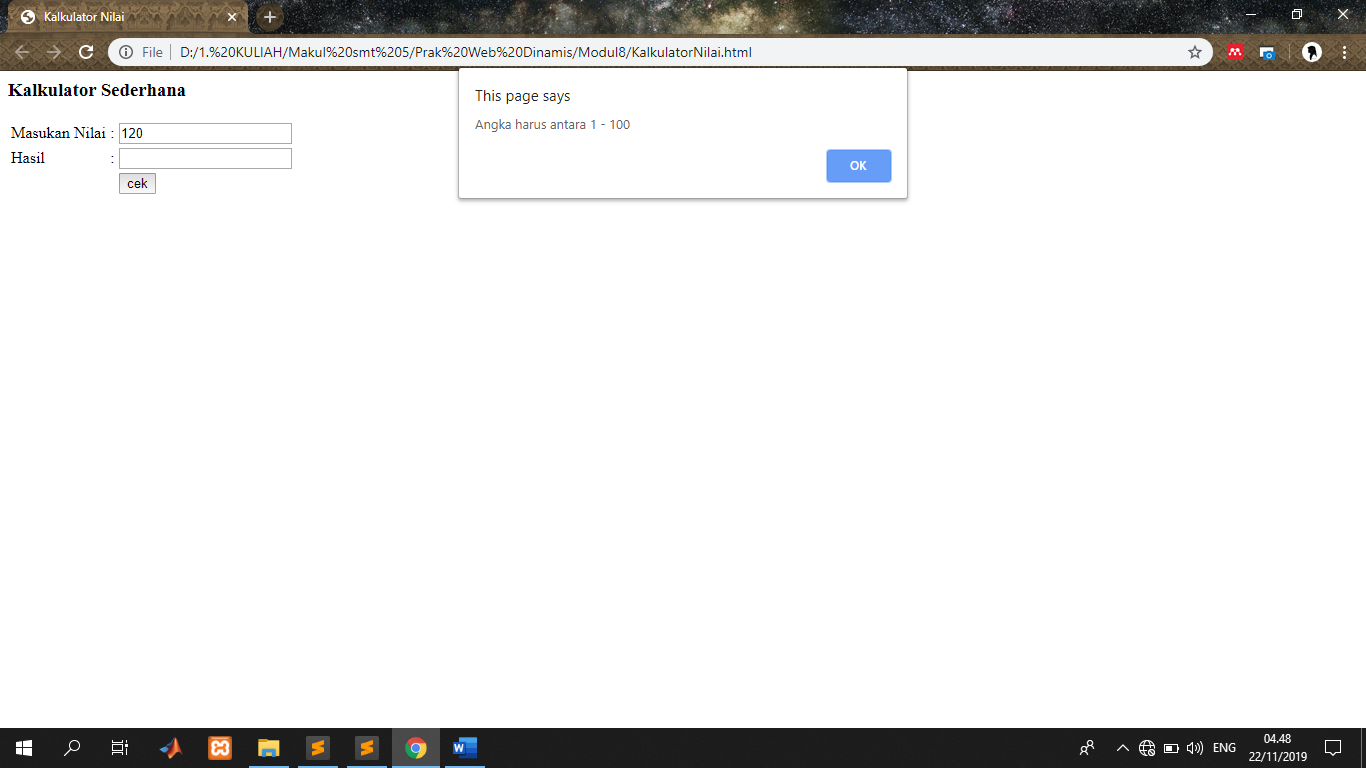 Kalkulator Nilai
File
D:/1.%20KULIAH/Makul%20smt%205/Prak%20Web%20Dinamis/Modul8/KalkulatorNilai.html
Kalkulator Sederhana
This page says
Angka harus antara 1 - 100
OK
Masukan Nilai : 120
Hasil :
cek
ENG
04.48
22/11/2019